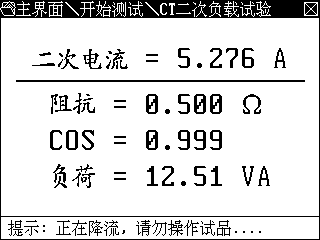 主界面\开始测试\CT二次负载试验
二次电流 = 5.276 A
阻抗 = 0.500 Ω
COS = 0.999
负荷 = 12.51 VA
提示: 正在降流,请勿操作试品....